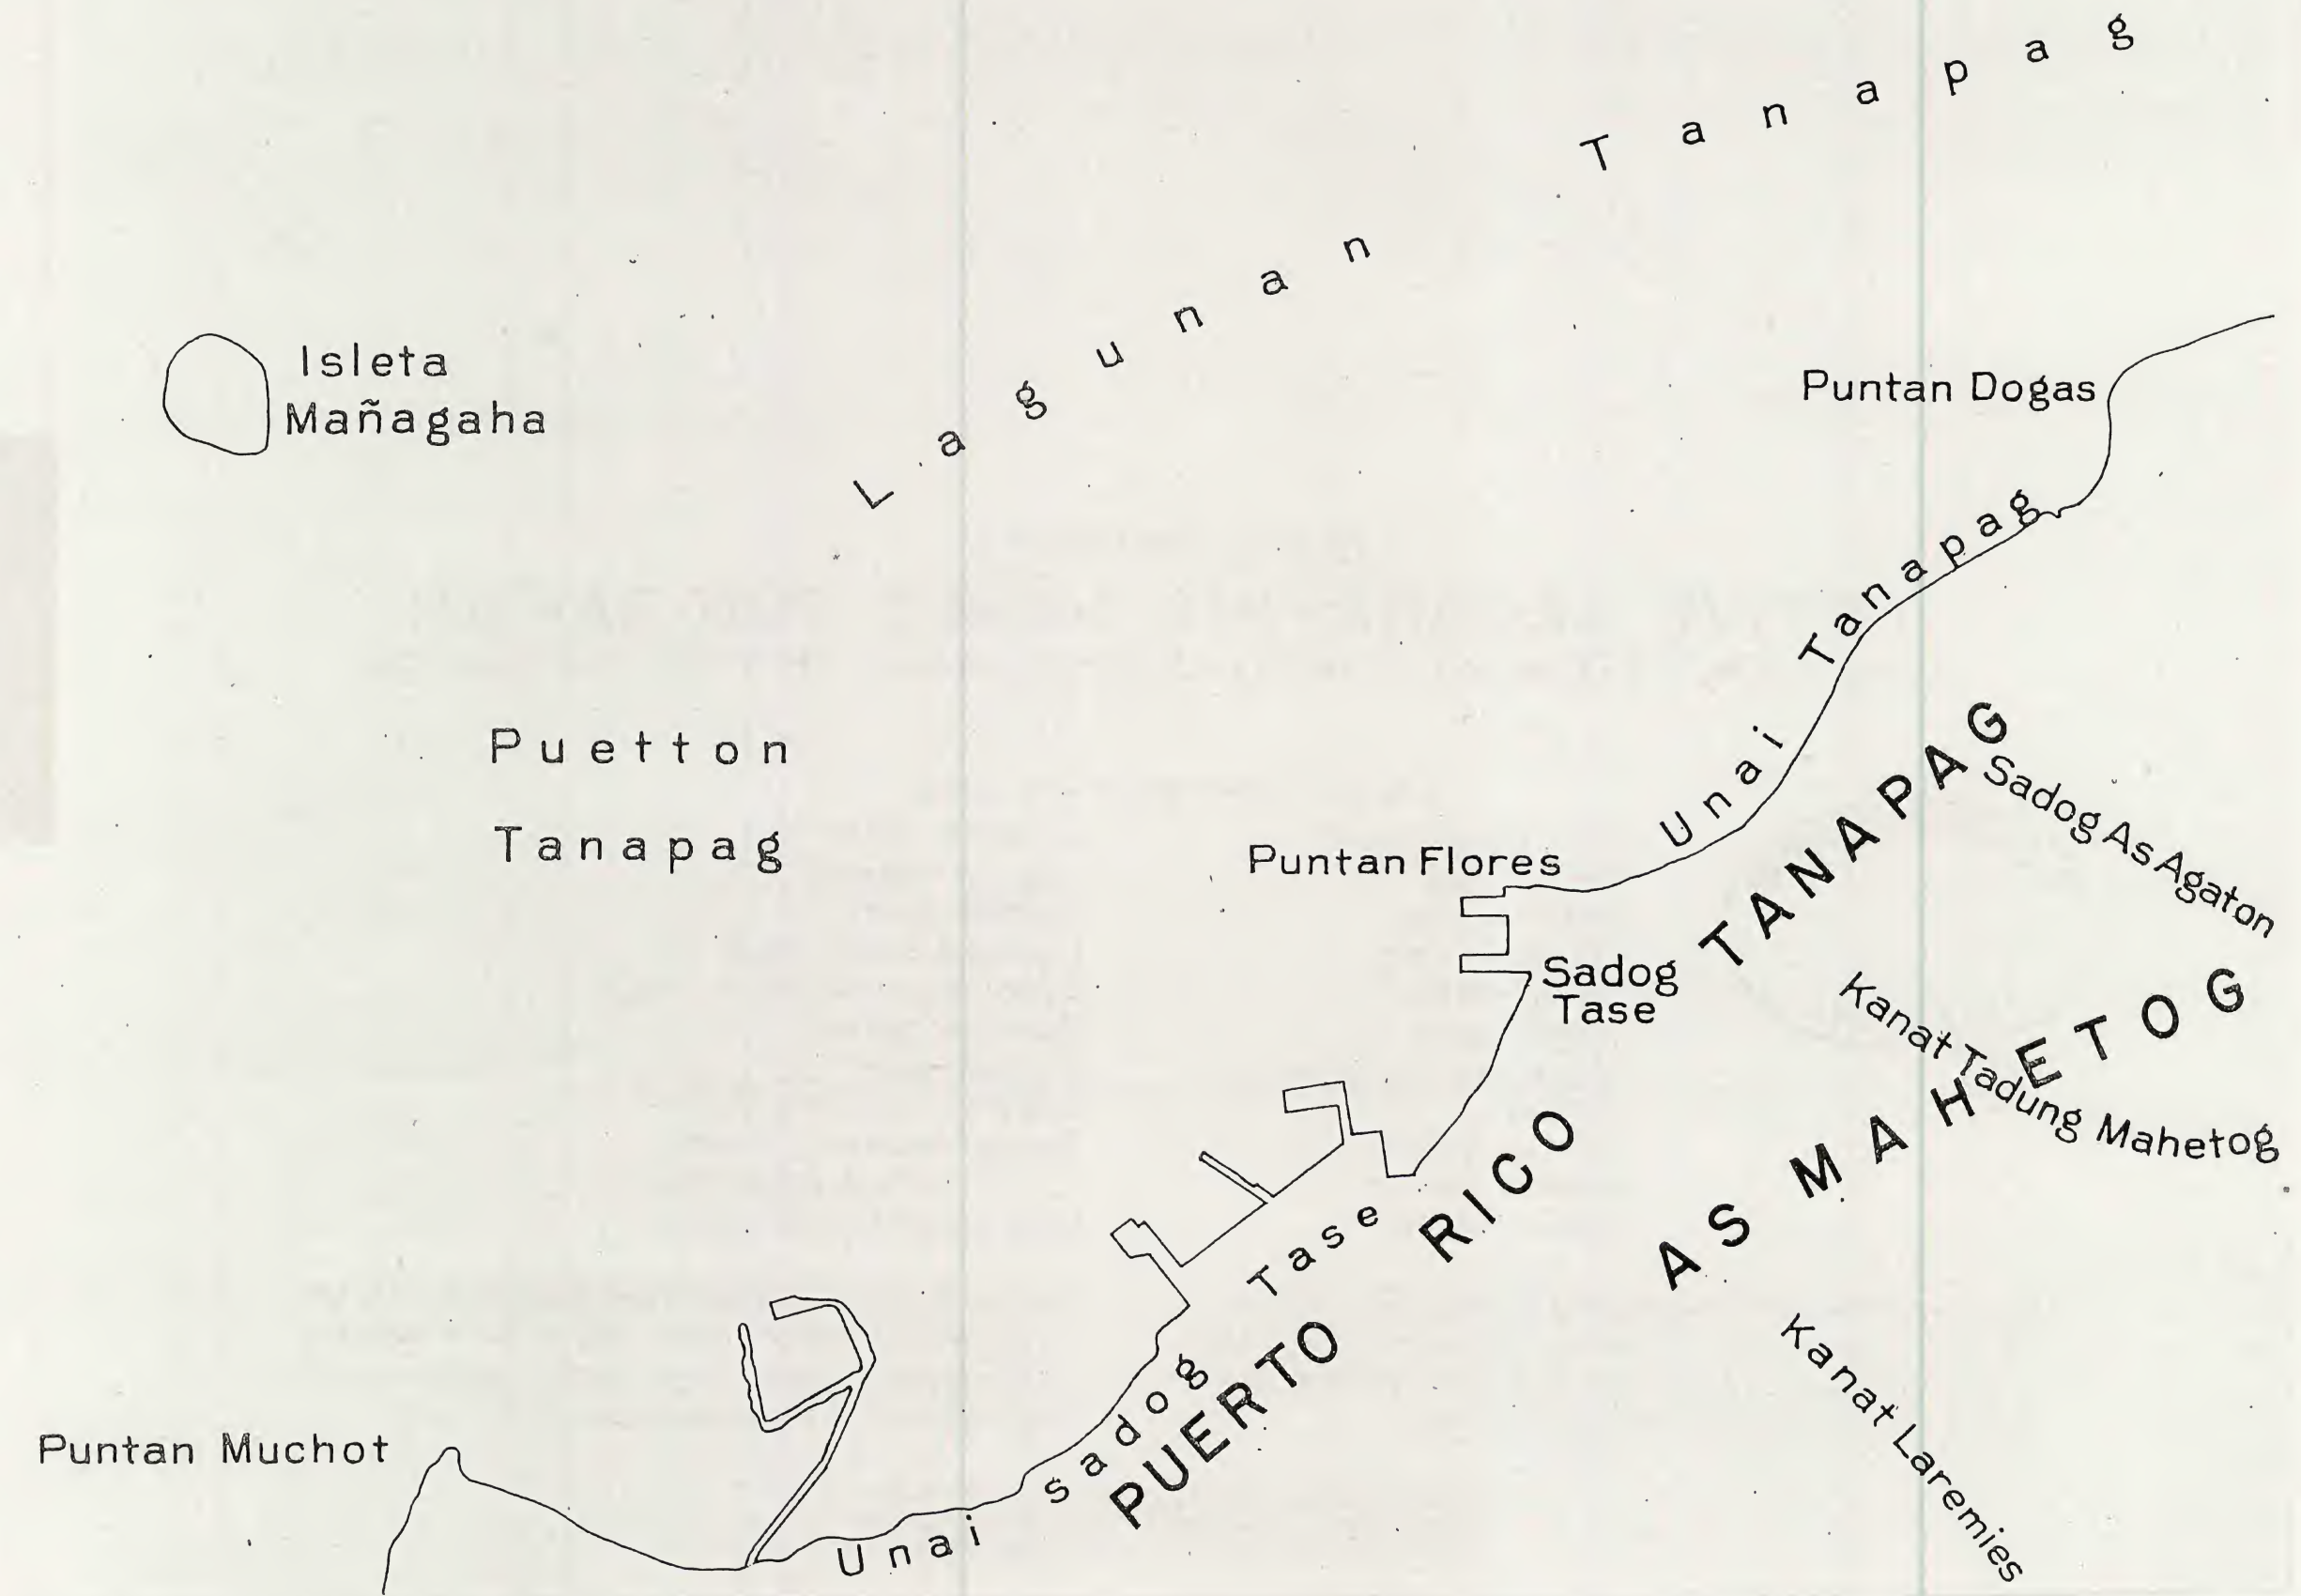 Lagunan Tanapag
Isleta
Mañagaha
Puntan Dogas
Unai Tanapag
Puetton
Tanapag
TANAPAG
Sadog As Agaton
Puntan Flores
Sadog
Tase
Kanat Tadung Mahetog
AS MAHETOG
PUERTO RICO
Unai Sadog Tase
Kanat Laremies
Puntan Muchot